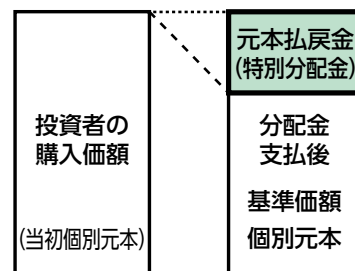 投資者の
購入価額
(当初個別元本)
元本払戻金
(特別分配金)
分配金
支払後
基準価額
個別元本